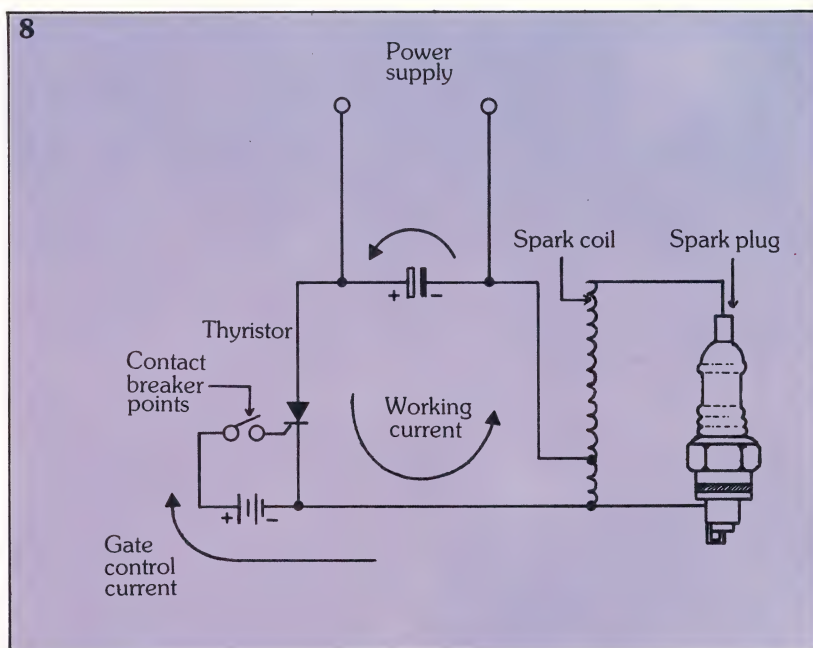 8
Power
supply
Spark coil
Spark plug
+ -
Thyristor
Contact
breaker
points
Working
current
+ -
Gate
control
current